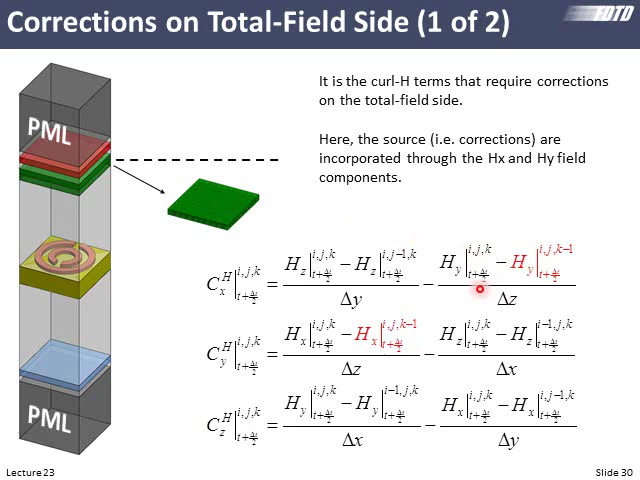 Corrections on Total-Field Side (1 of 2)
FDTD
PML
It is the curl-H terms that require corrections
on the total-field side.
Here, the source (i.e. corrections) are
incorporated through the Hx and Hy field
components.
C_x^H|_{t+Δt/2}^{i,j,k} = (H_z|_{t+Δt/2}^{i,j,k} − H_z|_{t+Δt/2}^{i,j−1,k})/Δy − (H_y|_{t+Δt/2}^{i,j,k} − H_y|_{t+Δt/2}^{i,j,k−1})/Δz
C_y^H|_{t+Δt/2}^{i,j,k} = (H_x|_{t+Δt/2}^{i,j,k} − H_x|_{t+Δt/2}^{i,j,k−1})/Δz − (H_z|_{t+Δt/2}^{i,j,k} − H_z|_{t+Δt/2}^{i−1,j,k})/Δx
C_z^H|_{t+Δt/2}^{i,j,k} = (H_y|_{t+Δt/2}^{i,j,k} − H_y|_{t+Δt/2}^{i−1,j,k})/Δx − (H_x|_{t+Δt/2}^{i,j,k} − H_x|_{t+Δt/2}^{i,j−1,k})/Δy
PML
Lecture 23
Slide 30